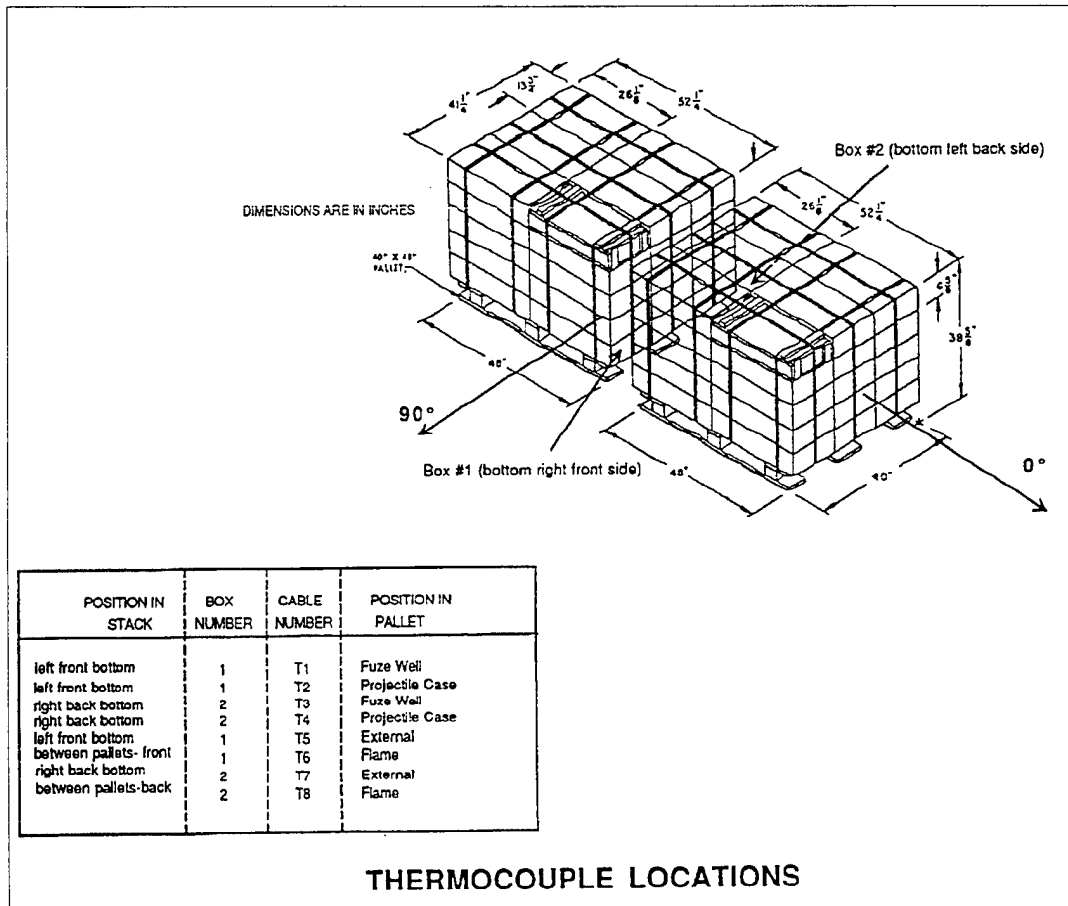 41 1/4"
13 3/4"
26 1/8"
52 1/4"
Box #2 (bottom left back side)
DIMENSIONS ARE IN INCHES
26 1/8"
52 1/4"
40" X 48"
PALLET
38 5/8"
48"
90°
Box #1 (bottom right front side)
48"
40"
0°
POSITION IN STACK | BOX NUMBER | CABLE NUMBER | POSITION IN PALLET
left front bottom 1 T1 Fuze Well
left front bottom 1 T2 Projectile Case
right back bottom 2 T3 Fuze Well
right back bottom 2 T4 Projectile Case
left front bottom 1 T5 External
between pallets- front 1 T6 Flame
right back bottom 2 T7 External
between pallets-back 2 T8 Flame
THERMOCOUPLE LOCATIONS